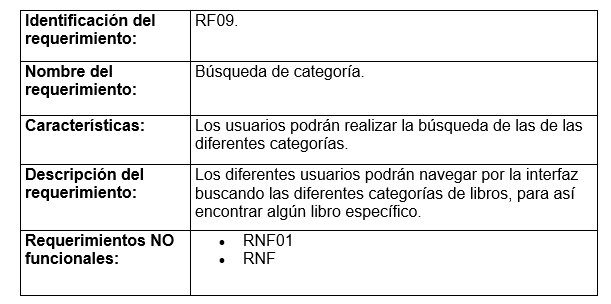 Identificación del RF09.
requerimiento:
Nombre del Búsqueda de categoría.
requerimiento:
Características: Los usuarios podrán realizar la búsqueda de las de las
diferentes categorías.
Descripción del Los diferentes usuarios podrán navegar por la interfaz
requerimiento: buscando las diferentes categorías de libros, para así
encontrar algún libro específico.
Requerimientos NO • RNF01
funcionales: • RNF